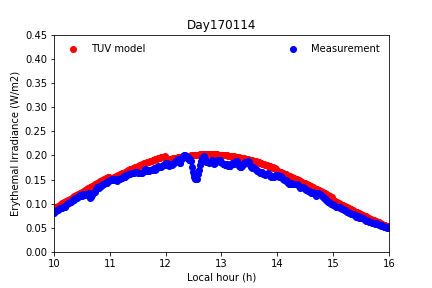 Day170114
TUV model
Measurement
Erythemal Irradiance (W/m2)
0.45
0.40
0.35
0.30
0.25
0.20
0.15
0.10
0.05
0.00
10 11 12 13 14 15 16
Local hour (h)